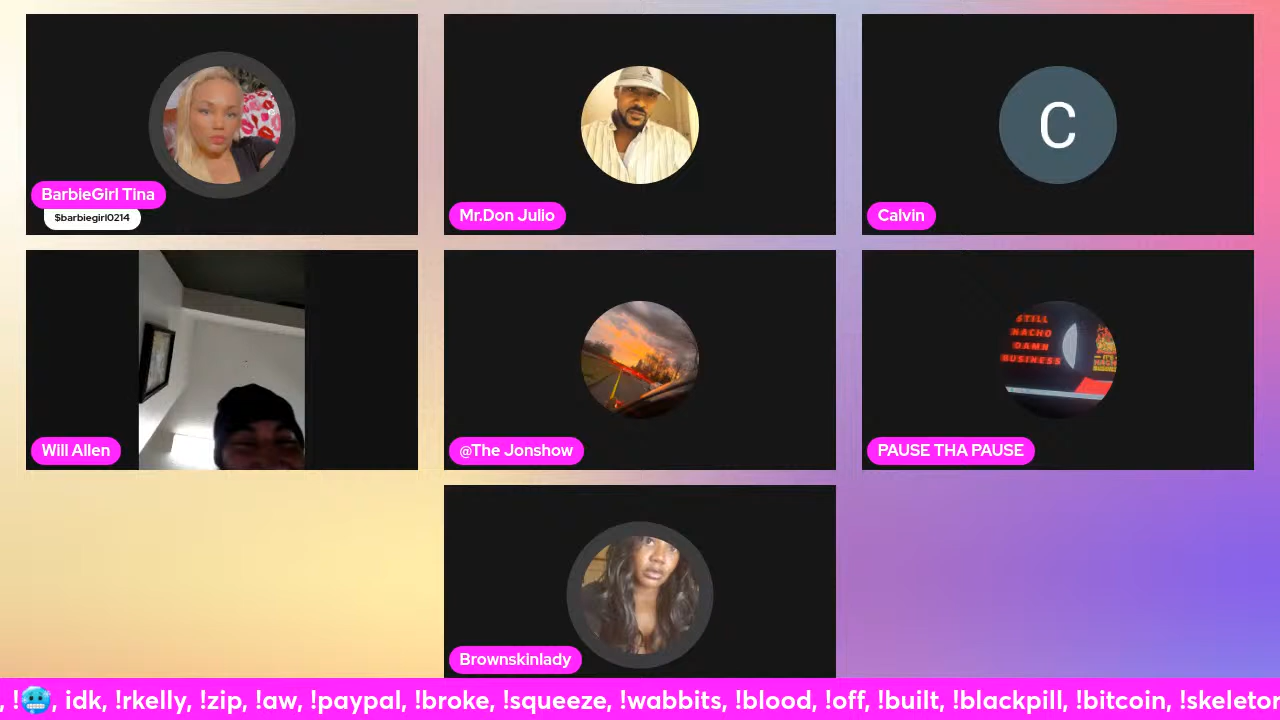 BarbieGirl Tina
$barbiegirl0214
Mr.Don Julio
C
Calvin
Will Allen
@The Jonshow
STILL
NACHO
DAMN
BUSINESS
PAUSE THA PAUSE
Brownskinlady
, !🥶, idk, !rkelly, !zip, !aw, !paypal, !broke, !squeeze, !wabbits, !blood, !off, !built, !blackpill, !bitcoin, !skeleton